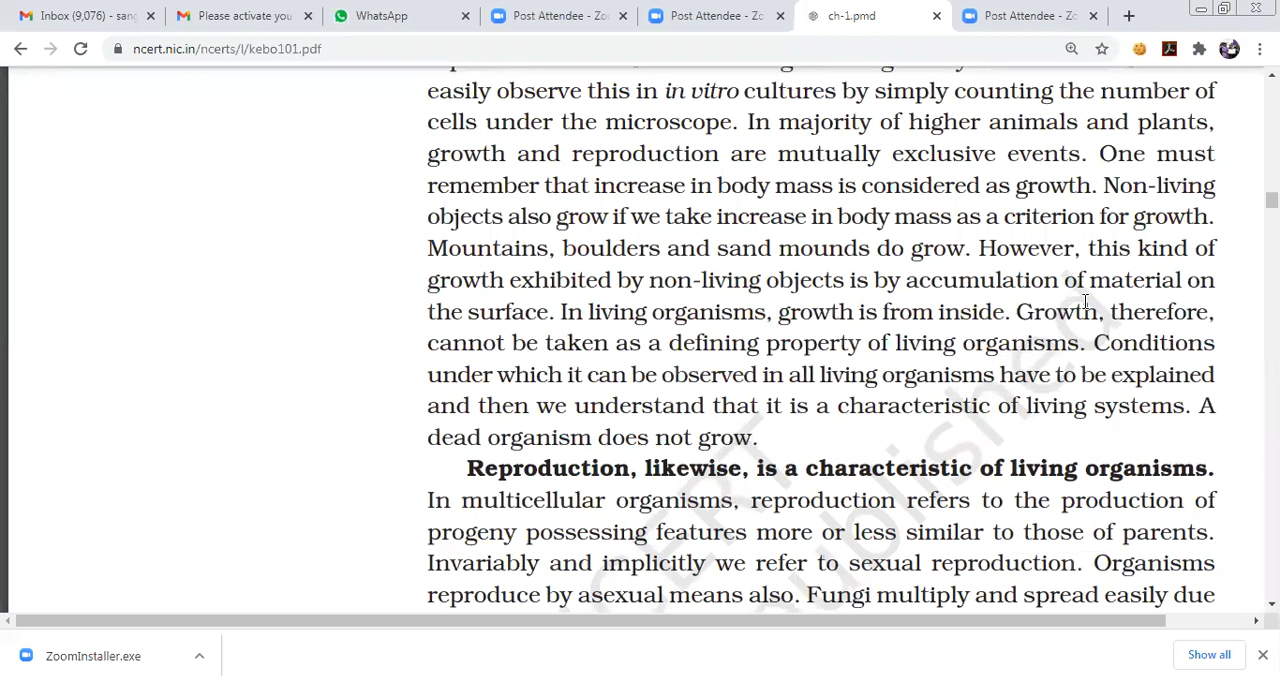 Inbox (9,076) - sang
Please activate you
WhatsApp
Post Attendee - Zo
Post Attendee - Zc
ch-1.pmd
Post Attendee - Zc
ncert.nic.in/ncerts/l/kebo101.pdf
easily observe this in in vitro cultures by simply counting the number of
cells under the microscope. In majority of higher animals and plants,
growth and reproduction are mutually exclusive events. One must
remember that increase in body mass is considered as growth. Non-living
objects also grow if we take increase in body mass as a criterion for growth.
Mountains, boulders and sand mounds do grow. However, this kind of
growth exhibited by non-living objects is by accumulation of material on
the surface. In living organisms, growth is from inside. Growth, therefore,
cannot be taken as a defining property of living organisms. Conditions
under which it can be observed in all living organisms have to be explained
and then we understand that it is a characteristic of living systems. A
dead organism does not grow.
Reproduction, likewise, is a characteristic of living organisms.
In multicellular organisms, reproduction refers to the production of
progeny possessing features more or less similar to those of parents.
Invariably and implicitly we refer to sexual reproduction. Organisms
reproduce by asexual means also. Fungi multiply and spread easily due
ZoomInstaller.exe
Show all